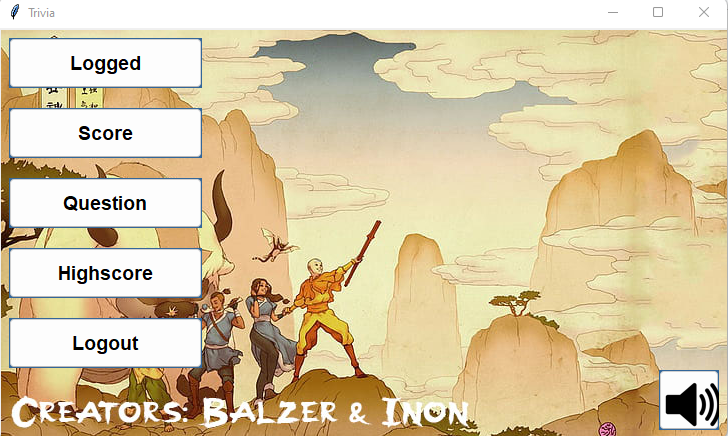 Trivia
Logged
Score
Question
Highscore
Logout
Creators: Balzer & Inon